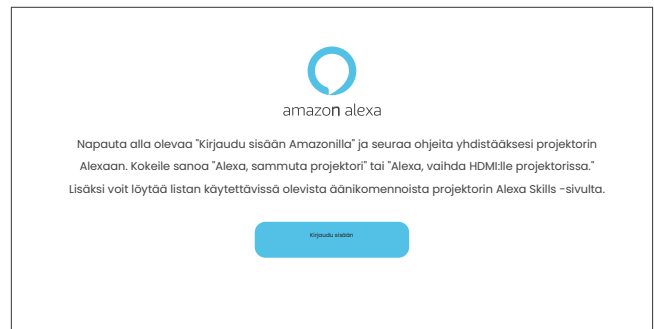 amazon alexa
Napauta alla olevaa "Kirjaudu sisään Amazonilla" ja seuraa ohjeita yhdistääksesi projektorin
Alexaan. Kokeile sanoa "Alexa, sammuta projektori" tai "Alexa, vaihda HDMI:lle projektorissa."
Lisäksi voit löytää listan käytettävissä olevista äänikomennoista projektorin Alexa Skills -sivulta.
Kirjaudu sisään